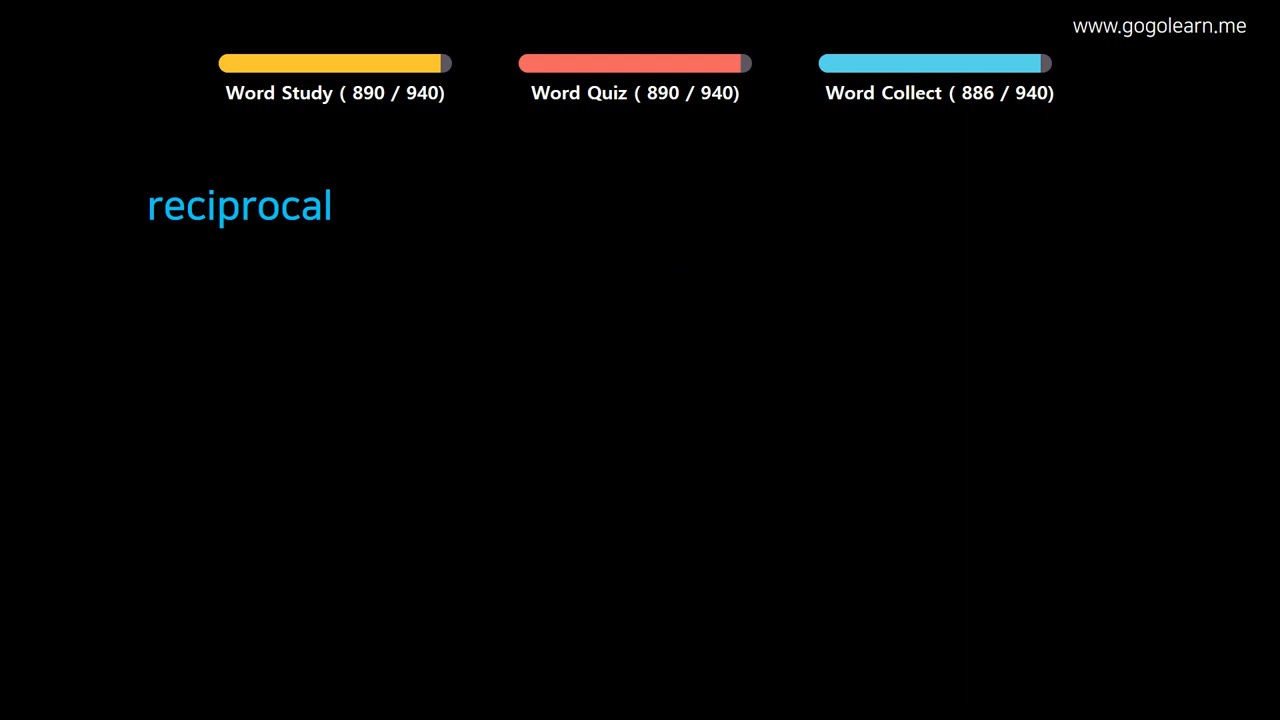 www.gogolearn.me
Word Study ( 890 / 940)
Word Quiz ( 890 / 940)
Word Collect ( 886 / 940)
reciprocal